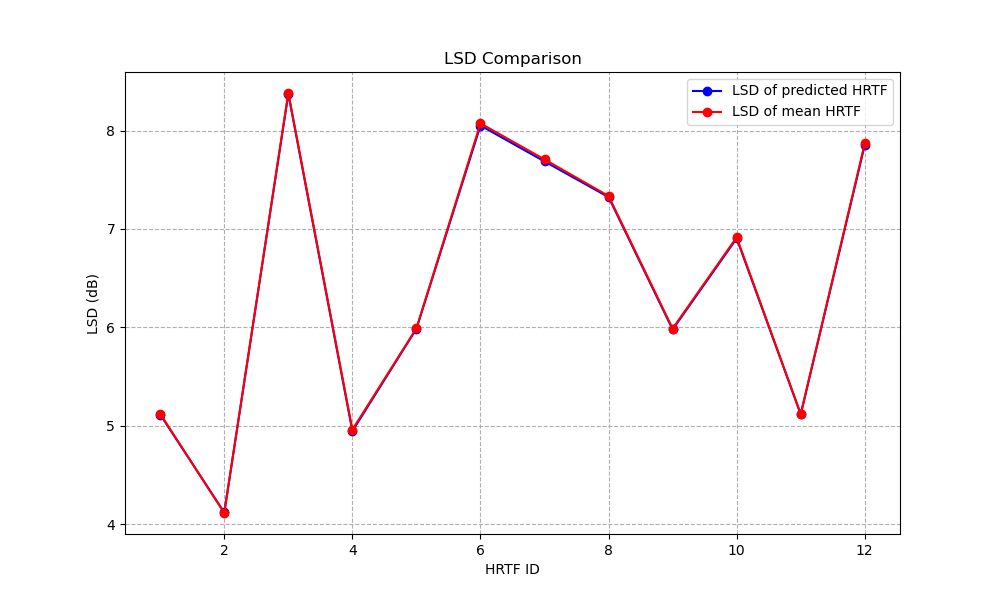 LSD Comparison
LSD of predicted HRTF
LSD of mean HRTF
LSD (dB)
8
7
6
5
4
2
4
6
8
10
12
HRTF ID